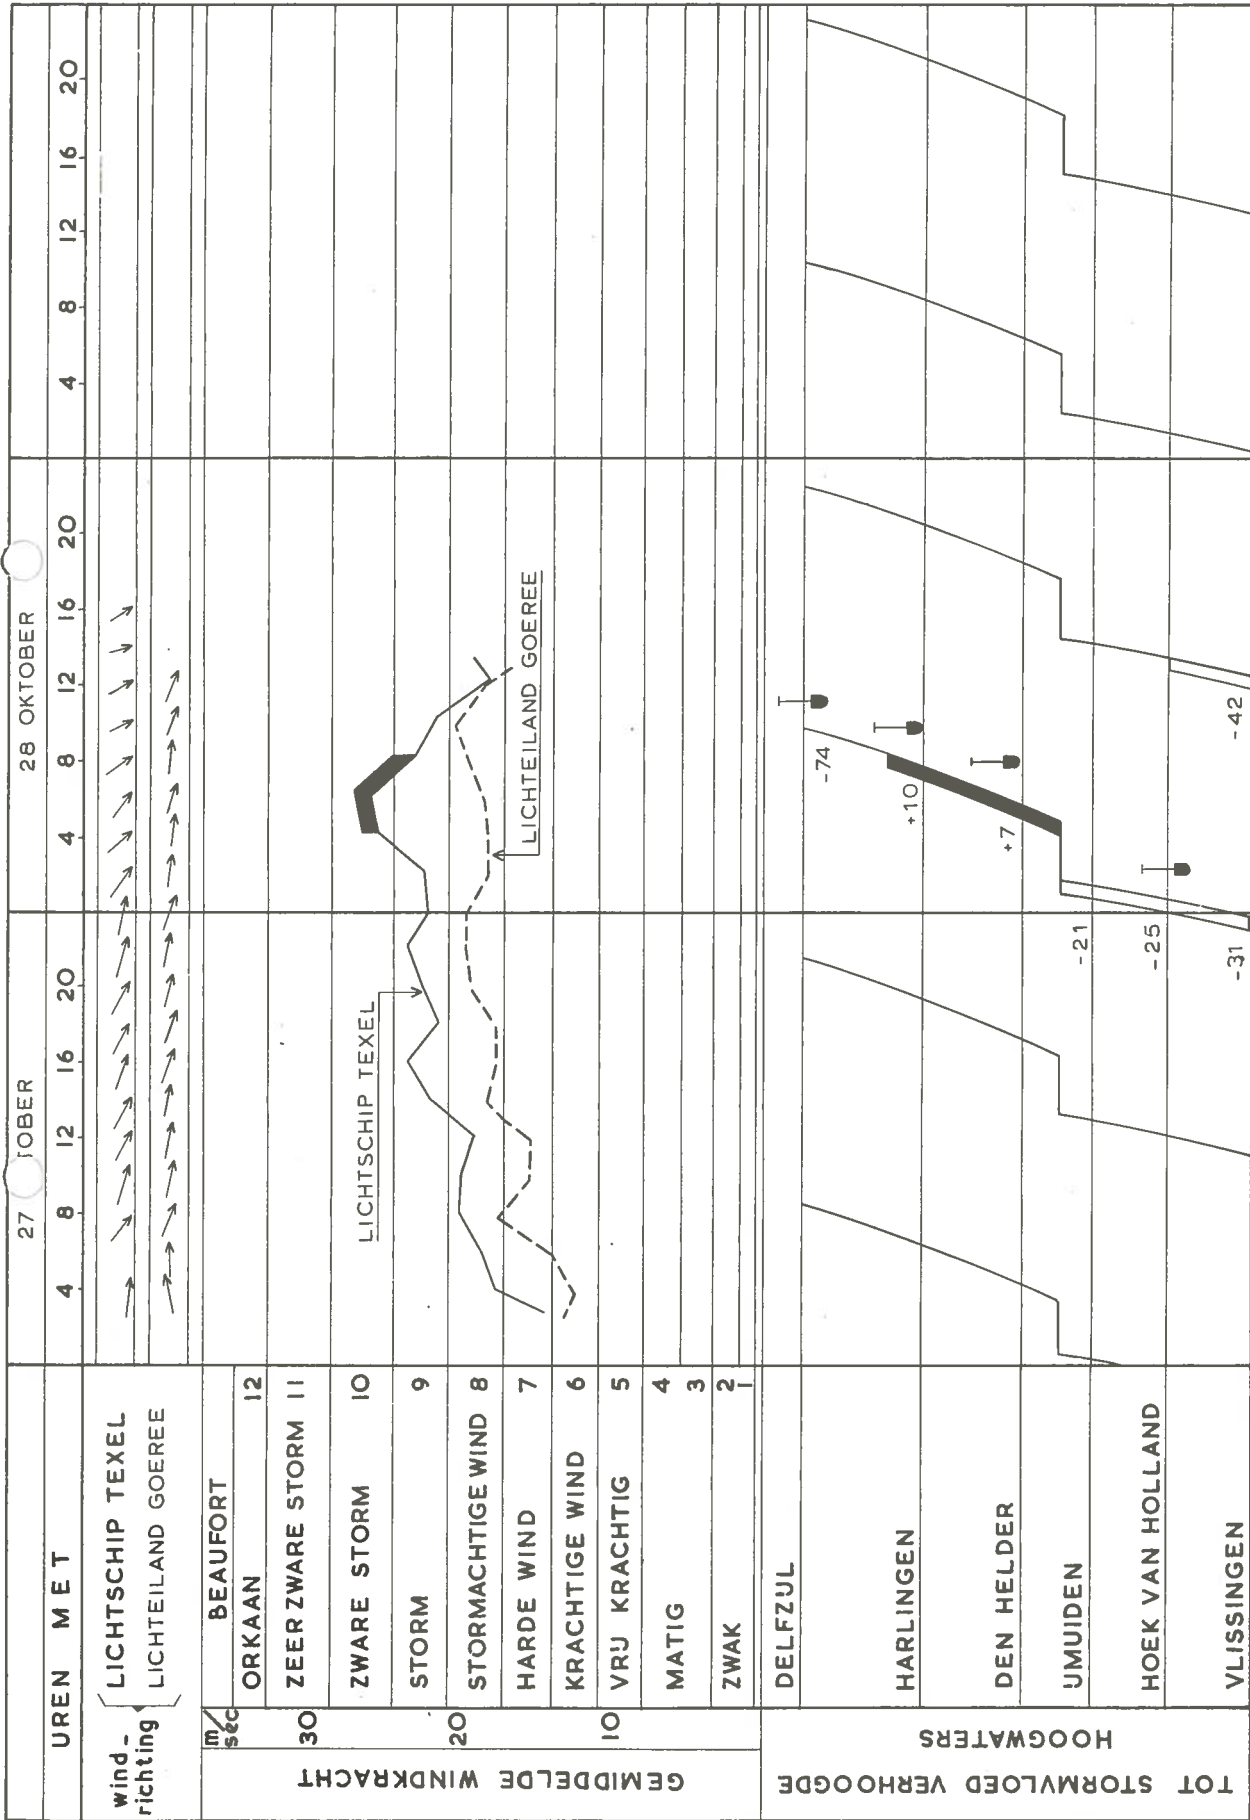 27 TOBER
28 OKTOBER
UREN MET
4 8 12 16 20 4 8 12 16 20 4 8 12 16 20
wind-
richting
LICHTSCHIP TEXEL
LICHTEILAND GOEREE
m/
sec
BEAUFORT
ORKAAN 12
30
ZEER ZWARE STORM 11
ZWARE STORM 10
STORM 9
20
STORMACHTIGE WIND 8
HARDE WIND 7
KRACHTIGE WIND 6
10
VRIJ KRACHTIG 5
MATIG 4
3
ZWAK 2
1
GEMIDDELDE WINDKRACHT
LICHTSCHIP TEXEL
LICHTEILAND GOEREE
TOT STORMVLOED VERHOOGDE
HOOGWATERS
DELFZIJL
-74
HARLINGEN
+10
DEN HELDER
+7
IJMUIDEN
-21
HOEK VAN HOLLAND
-25
VLISSINGEN
-31
-42